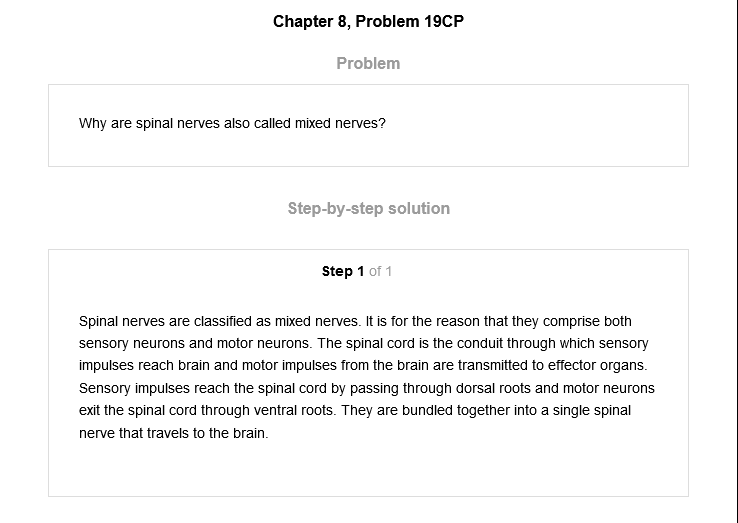 Chapter 8, Problem 19CP
Problem
Why are spinal nerves also called mixed nerves?
Step-by-step solution
Step 1 of 1
Spinal nerves are classified as mixed nerves. It is for the reason that they comprise both
sensory neurons and motor neurons. The spinal cord is the conduit through which sensory
impulses reach brain and motor impulses from the brain are transmitted to effector organs.
Sensory impulses reach the spinal cord by passing through dorsal roots and motor neurons
exit the spinal cord through ventral roots. They are bundled together into a single spinal
nerve that travels to the brain.